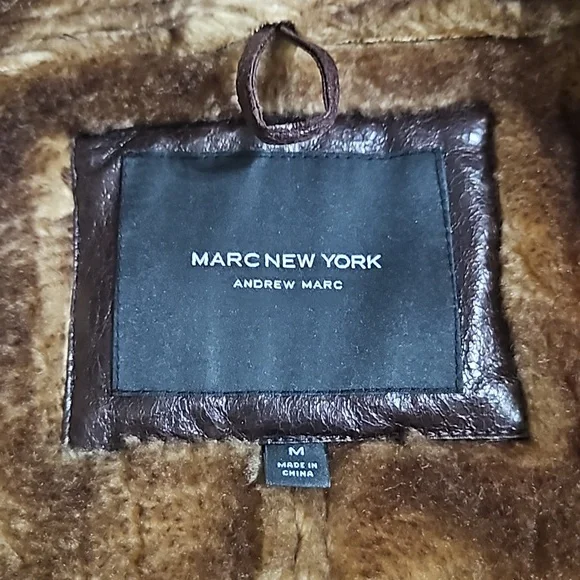 MARC NEW YORK
ANDREW MARC
M
MADE IN
CHINA